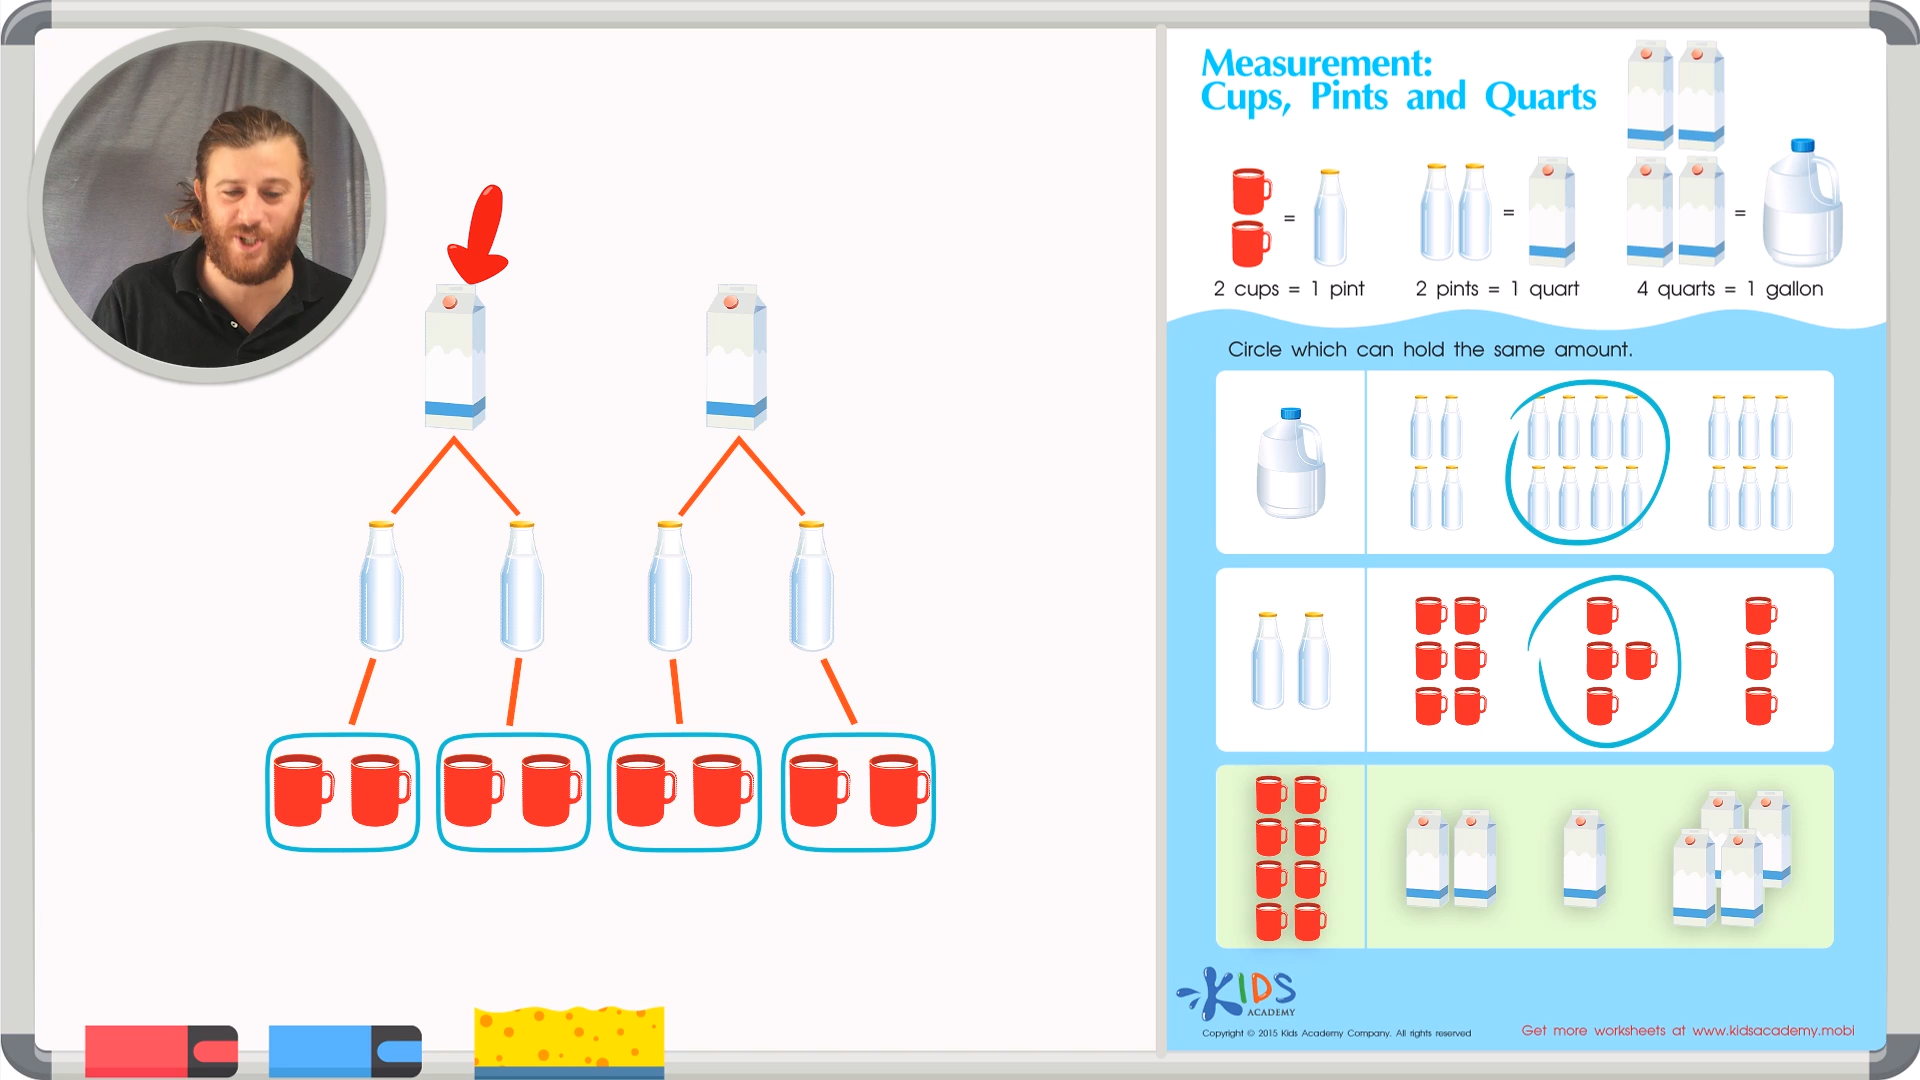 Measurement:
Cups, Pints and Quarts
=
=
=
2 cups = 1 pint
2 pints = 1 quart
4 quarts = 1 gallon
Circle which can hold the same amount.
KIDS
ACADEMY
Copyright © 2015 Kids Academy Company. All rights reserved
Get more worksheets at www.kidsacademy.mobi